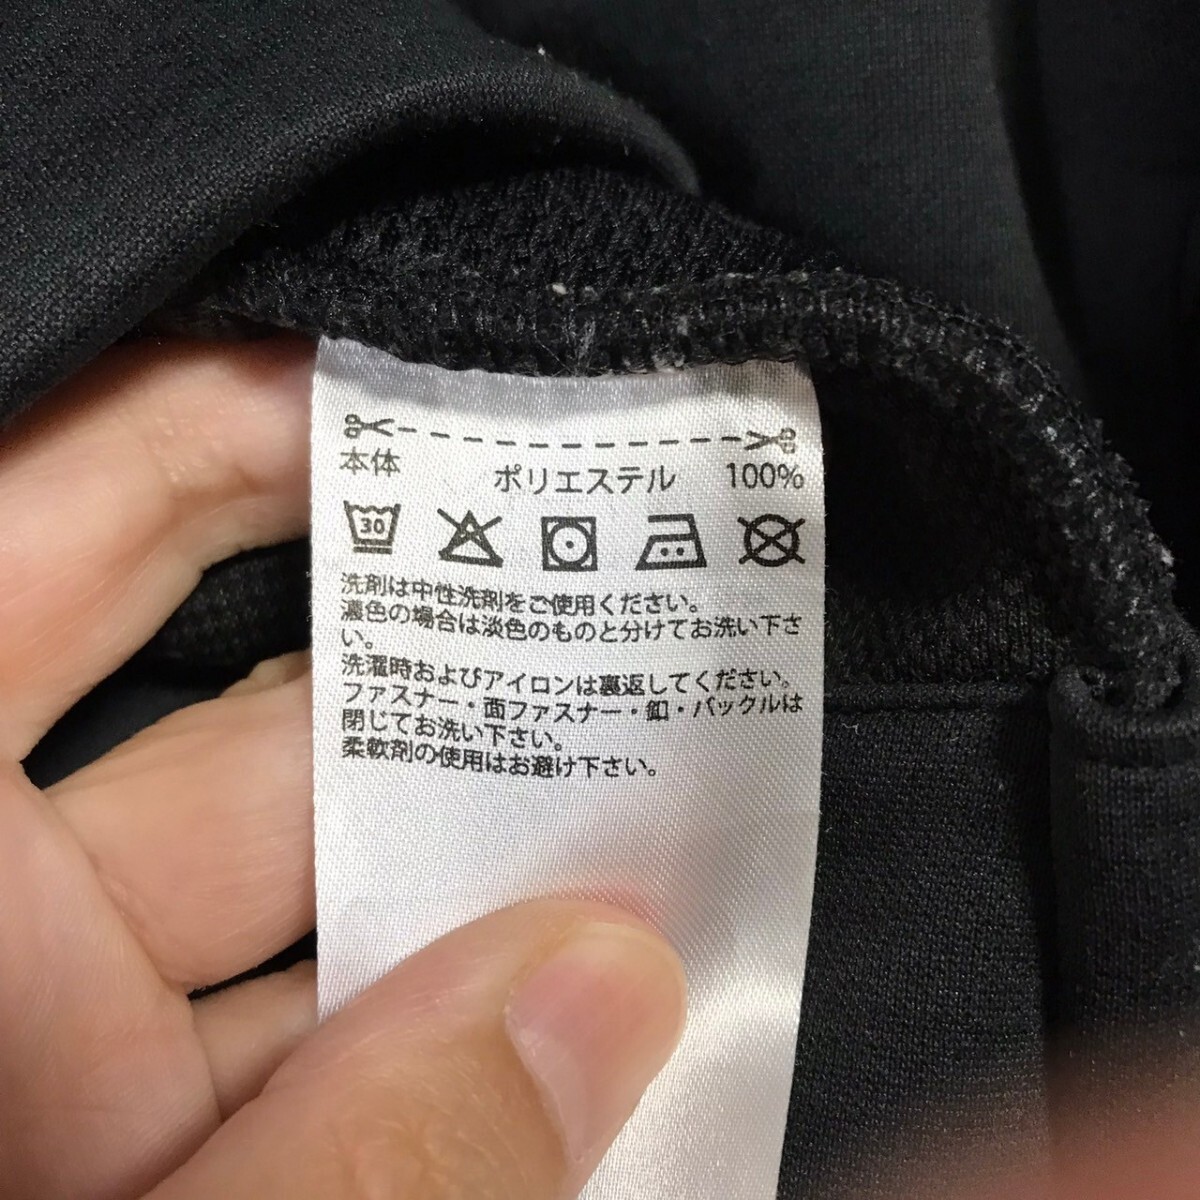 本体 ポリエステル 100%
30
洗剤は中性洗剤をご使用ください。
濃色の場合は淡色のものと分けてお洗い下さ
い。
洗濯時およびアイロンは裏返してください。
ファスナー・面ファスナー・釦・バックルは
閉じてお洗い下さい。
柔軟剤の使用はお避け下さい。